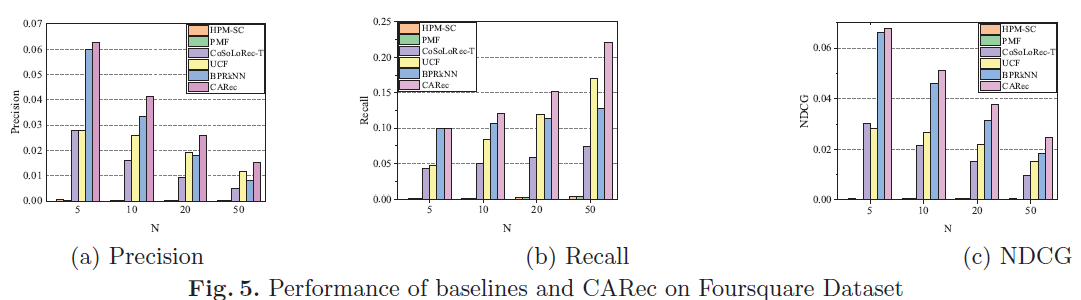 0.07
0.06
0.05
0.04
0.03
0.02
0.01
0.00
Precision
HPM-SC
PMF
CoSoLoRec-T
UCF
BPRkNN
CARec
5 10 20 50
N
(a) Precision
0.25
0.20
0.15
0.10
0.05
0.00
Recall
HPM-SC
PMF
CoSoLoRec-T
UCF
BPRkNN
CARec
5 10 20 50
N
(b) Recall
0.06
0.04
0.02
0.00
NDCG
HPM-SC
PMF
CoSoLoRec-T
UCF
BPRkNN
CARec
5 10 20 50
N
(c) NDCG
Fig. 5. Performance of baselines and CARec on Foursquare Dataset